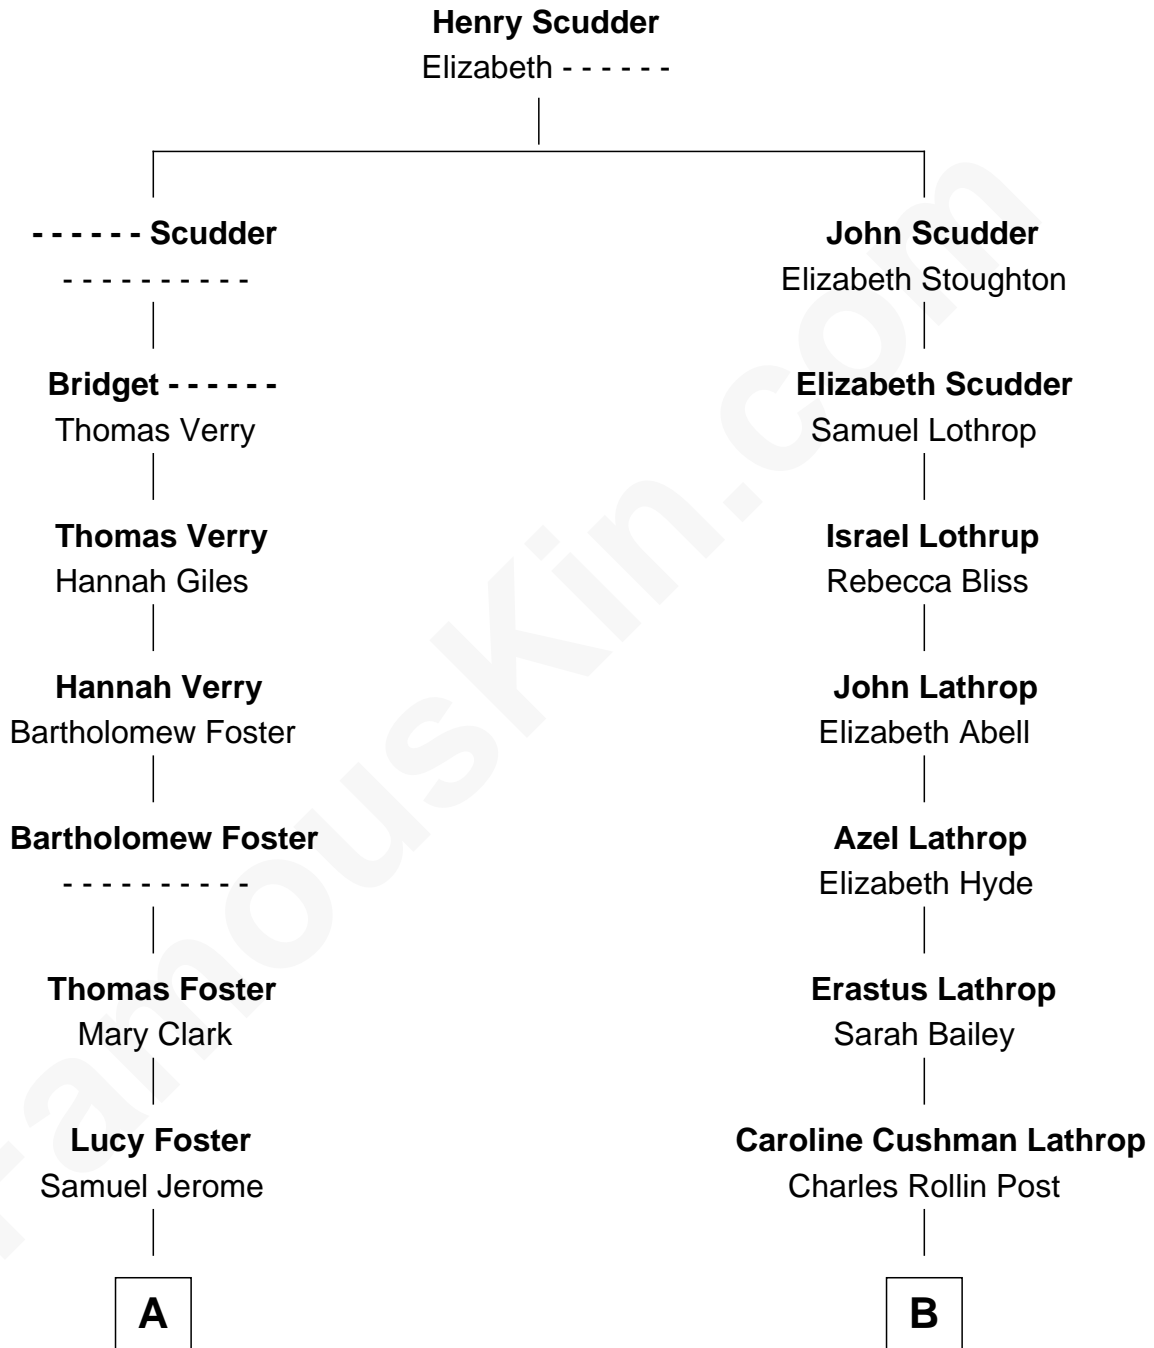 Henry Scudder
Elizabeth - - - - - -
- - - - - - Scudder
- - - - - - - - - -
Bridget - - - - - -
Thomas Verry
Thomas Verry
Hannah Giles
Hannah Verry
Bartholomew Foster
Bartholomew Foster
- - - - - - - - - -
Thomas Foster
Mary Clark
Lucy Foster
Samuel Jerome
A
John Scudder
Elizabeth Stoughton
Elizabeth Scudder
Samuel Lothrop
Israel Lothrup
Rebecca Bliss
John Lathrop
Elizabeth Abell
Azel Lathrop
Elizabeth Hyde
Erastus Lathrop
Sarah Bailey
Caroline Cushman Lathrop
Charles Rollin Post
B
FamousKin.com